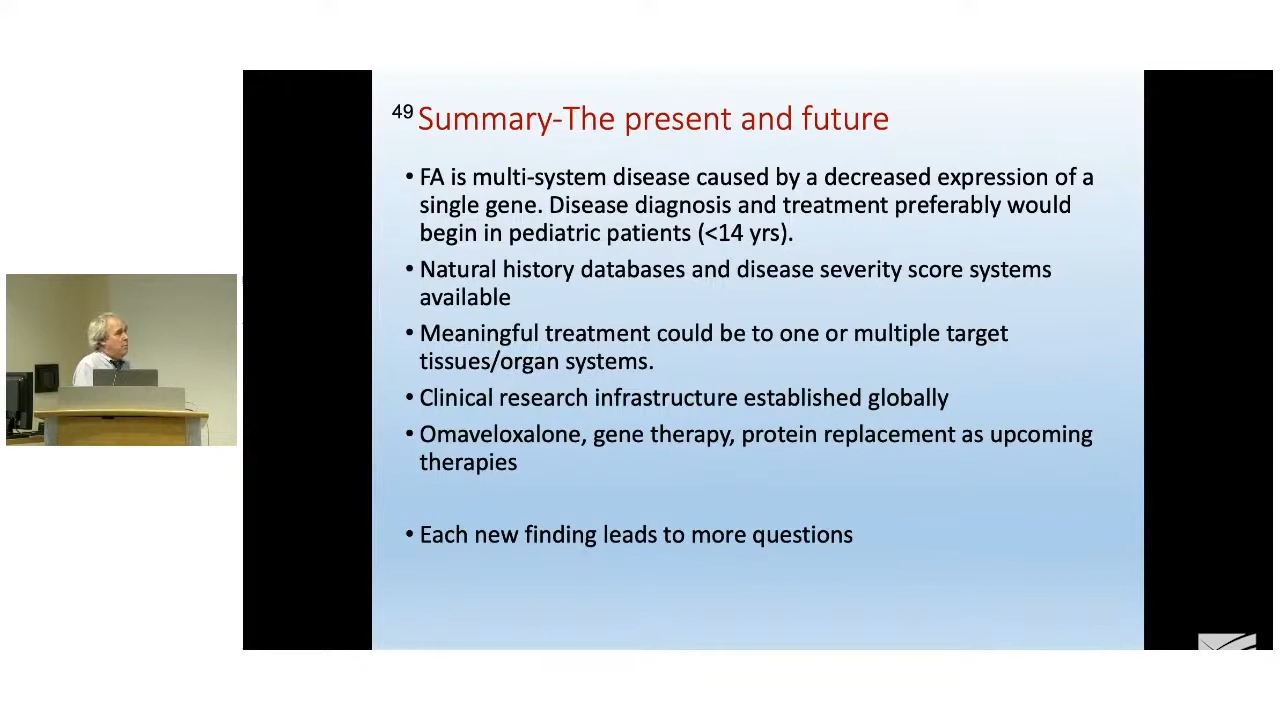 49 Summary-The present and future
• FA is multi-system disease caused by a decreased expression of a
single gene. Disease diagnosis and treatment preferably would
begin in pediatric patients (<14 yrs).
• Natural history databases and disease severity score systems
available
• Meaningful treatment could be to one or multiple target
tissues/organ systems.
• Clinical research infrastructure established globally
• Omaveloxalone, gene therapy, protein replacement as upcoming
therapies
• Each new finding leads to more questions